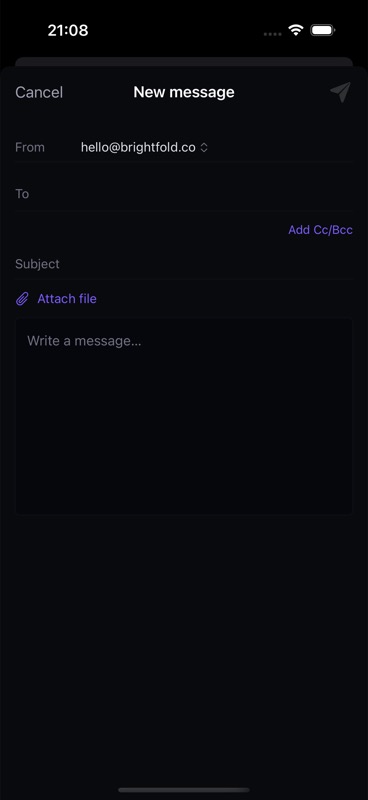 21:08
Cancel New message
From hello@brightfold.co
To
Add Cc/Bcc
Subject
Attach file
Write a message...